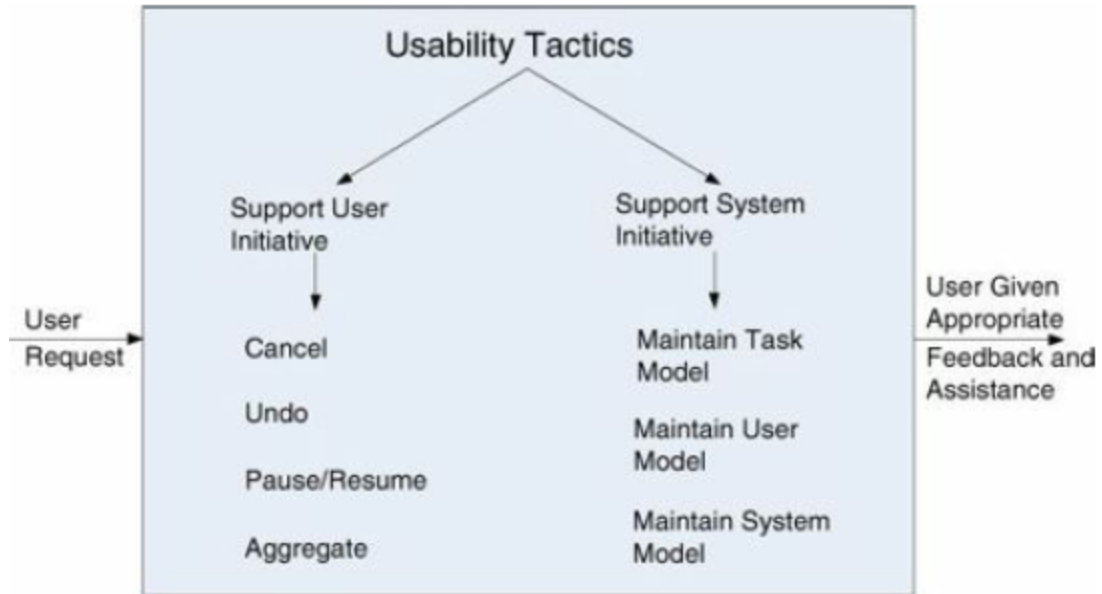 Usability Tactics
Support User
Initiative
Support System
Initiative
User
Request
Cancel
Undo
Pause/Resume
Aggregate
Maintain Task
Model
Maintain User
Model
Maintain System
Model
User Given
Appropriate
Feedback and
Assistance